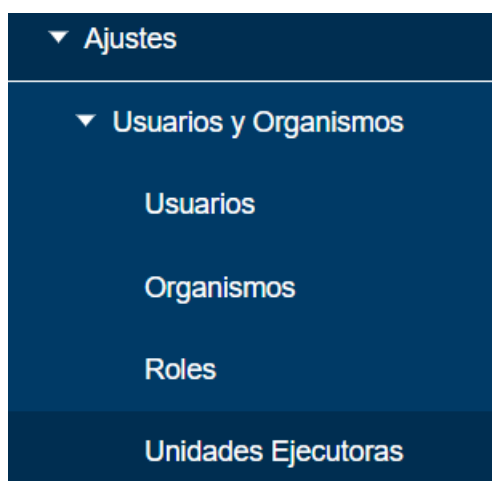 Ajustes
Usuarios y Organismos
Usuarios
Organismos
Roles
Unidades Ejecutoras